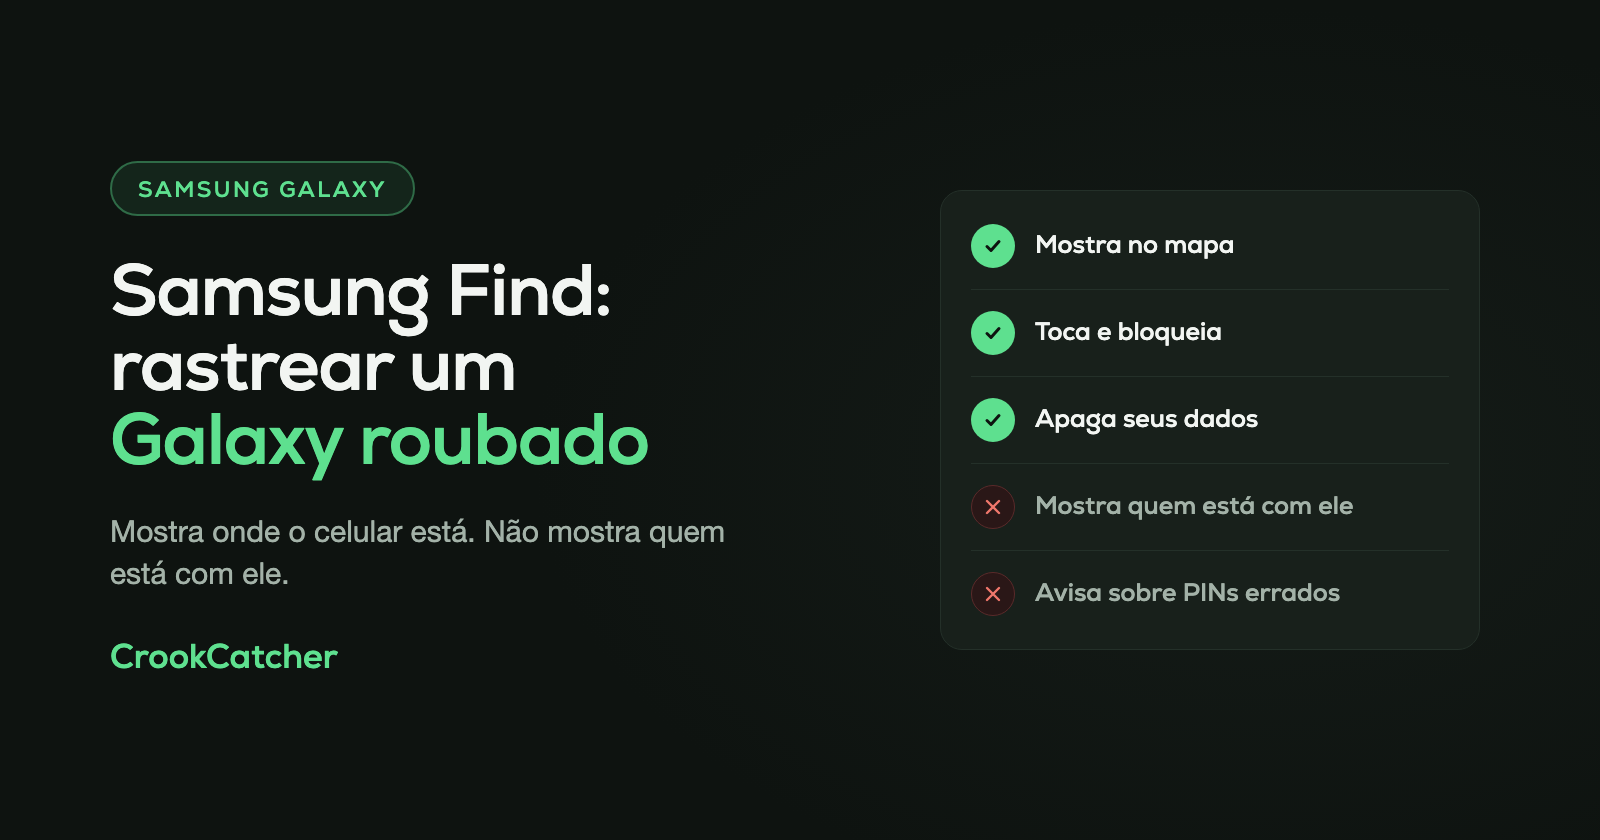 SAMSUNG GALAXY
Samsung Find:
rastrear um
Galaxy roubado
Mostra onde o celular está. Não mostra quem
está com ele.
CrookCatcher
Mostra no mapa
Toca e bloqueia
Apaga seus dados
Mostra quem está com ele
Avisa sobre PINs errados